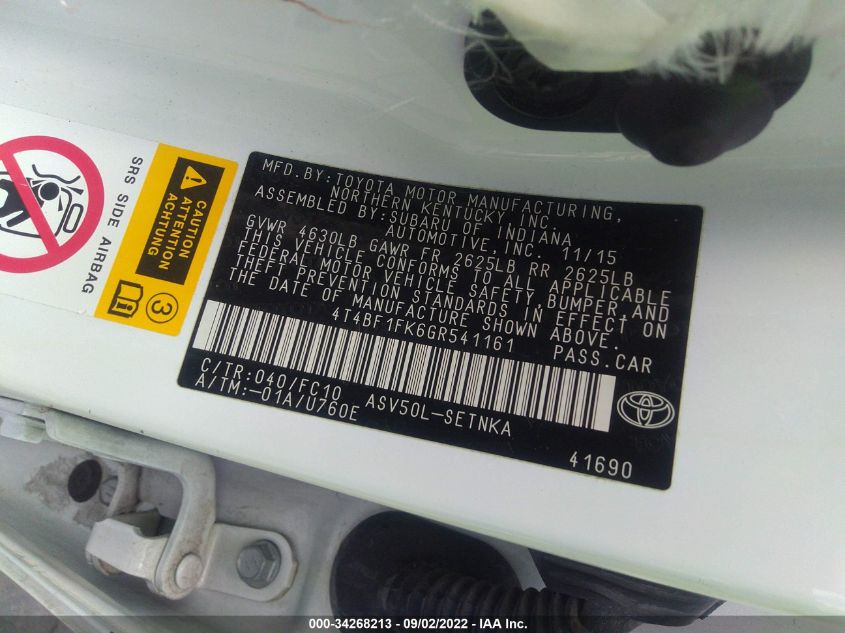 SRS SIDE AIRBAG
CAUTION
ATTENTION
ACHTUNG
3
MFD.BY:TOYOTA MOTOR MANUFACTURING,
NORTHERN KENTUCKY,INC.
ASSEMBLED BY:SUBARU OF INDIANA
AUTOMOTIVE,INC. 11/15
GVWR 4630LB GAWR FR 2625LB RR 2625LB
THIS VEHICLE CONFORMS TO ALL APPLICABLE
FEDERAL MOTOR VEHICLE SAFETY,BUMPER,AND
THEFT PREVENTION STANDARDS IN EFFECT ON
THE DATE OF MANUFACTURE SHOWN ABOVE.
4T4BF1FK6GR541161 PASS.CAR
C/TR:040/FC10 ASV50L-SETNKA
A/TM:-01A/U760E
41690
000-34268213 - 09/02/2022 - IAA Inc.